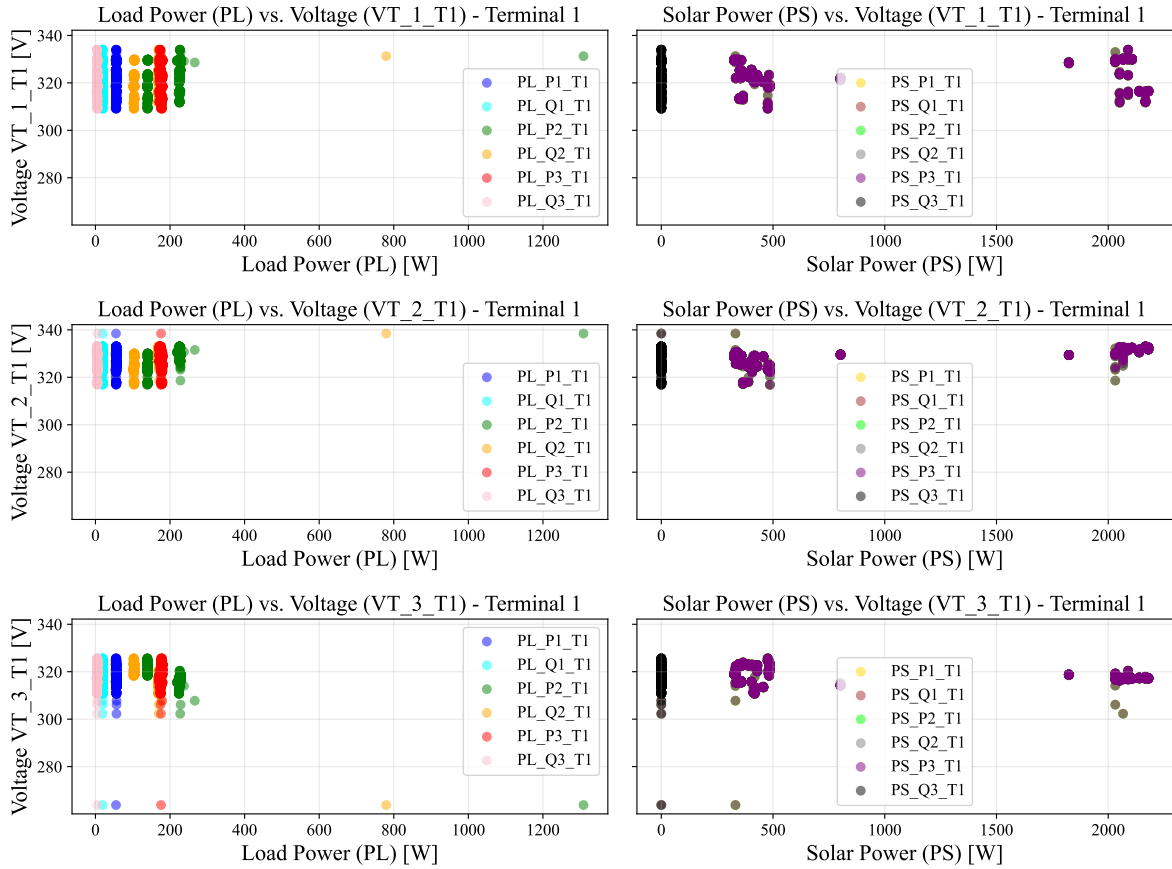 Load Power (PL) vs. Voltage (VT_1_T1) - Terminal 1
Voltage VT_1_T1 [V]
340
320
300
280
0
200
400
600
800
1000
1200
Load Power (PL) [W]
PL_P1_T1
PL_Q1_T1
PL_P2_T1
PL_Q2_T1
PL_P3_T1
PL_Q3_T1
Solar Power (PS) vs. Voltage (VT_1_T1) - Terminal 1
0
500
1000
1500
2000
Solar Power (PS) [W]
PS_P1_T1
PS_Q1_T1
PS_P2_T1
PS_Q2_T1
PS_P3_T1
PS_Q3_T1
Load Power (PL) vs. Voltage (VT_2_T1) - Terminal 1
Voltage VT_2_T1 [V]
340
320
300
280
0
200
400
600
800
1000
1200
Load Power (PL) [W]
PL_P1_T1
PL_Q1_T1
PL_P2_T1
PL_Q2_T1
PL_P3_T1
PL_Q3_T1
Solar Power (PS) vs. Voltage (VT_2_T1) - Terminal 1
0
500
1000
1500
2000
Solar Power (PS) [W]
PS_P1_T1
PS_Q1_T1
PS_P2_T1
PS_Q2_T1
PS_P3_T1
PS_Q3_T1
Load Power (PL) vs. Voltage (VT_3_T1) - Terminal 1
Voltage VT_3_T1 [V]
340
320
300
280
0
200
400
600
800
1000
1200
Load Power (PL) [W]
PL_P1_T1
PL_Q1_T1
PL_P2_T1
PL_Q2_T1
PL_P3_T1
PL_Q3_T1
Solar Power (PS) vs. Voltage (VT_3_T1) - Terminal 1
0
500
1000
1500
2000
Solar Power (PS) [W]
PS_P1_T1
PS_Q1_T1
PS_P2_T1
PS_Q2_T1
PS_P3_T1
PS_Q3_T1